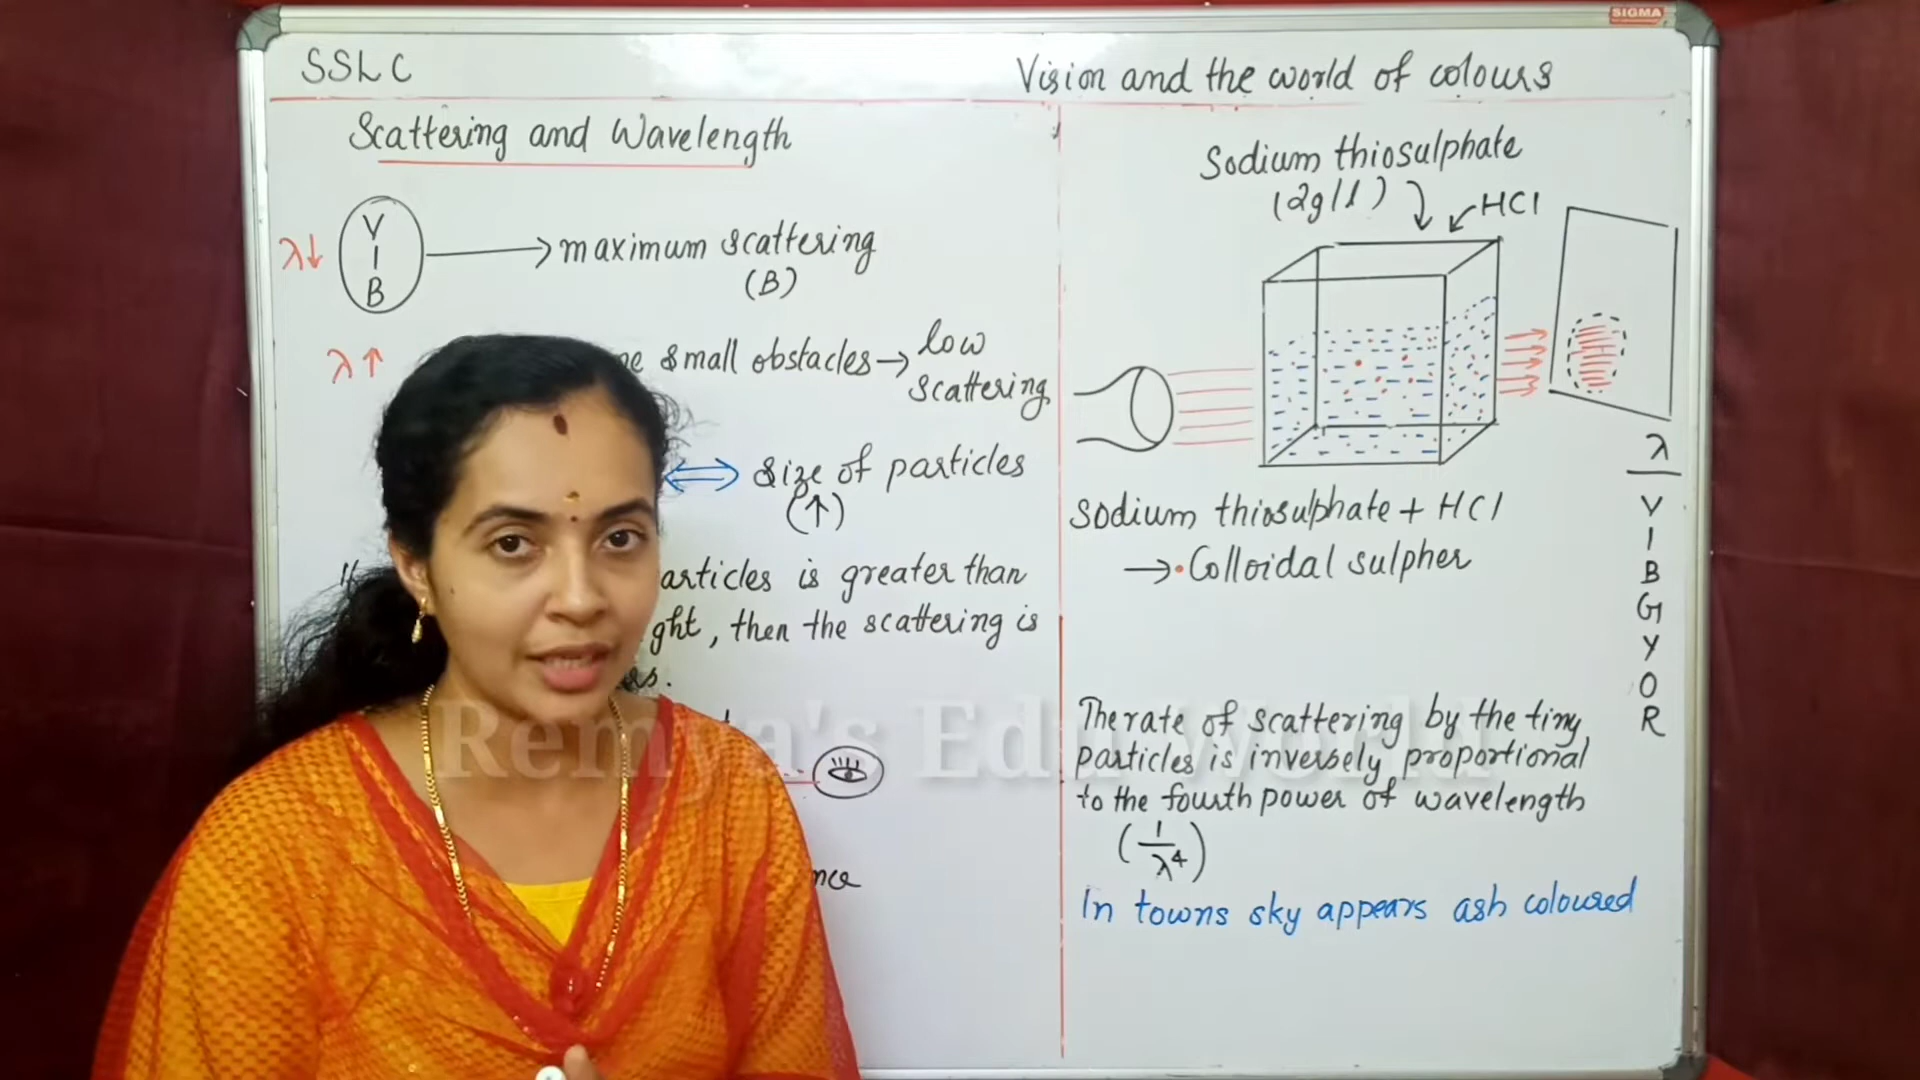 SIGMA
SSLC
Vision and the world of colours
Scattering and Wavelength
λ↓
V
I
B
→ maximum scattering
(B)
λ↑
small obstacles → low
scattering
⇔ size of particles
(↑)
articles is greater than
ght, then the scattering is
Sodium thiosulphate
(2g/l)
HCl
Sodium thiosulphate + HCl
→ Colloidal sulpher
λ
V
I
B
G
Y
O
R
The rate of scattering by the tiny
particles is inversely proportional
to the fourth power of wavelength
(1/λ4)
In towns sky appears ash coloured
Remya's Edu World